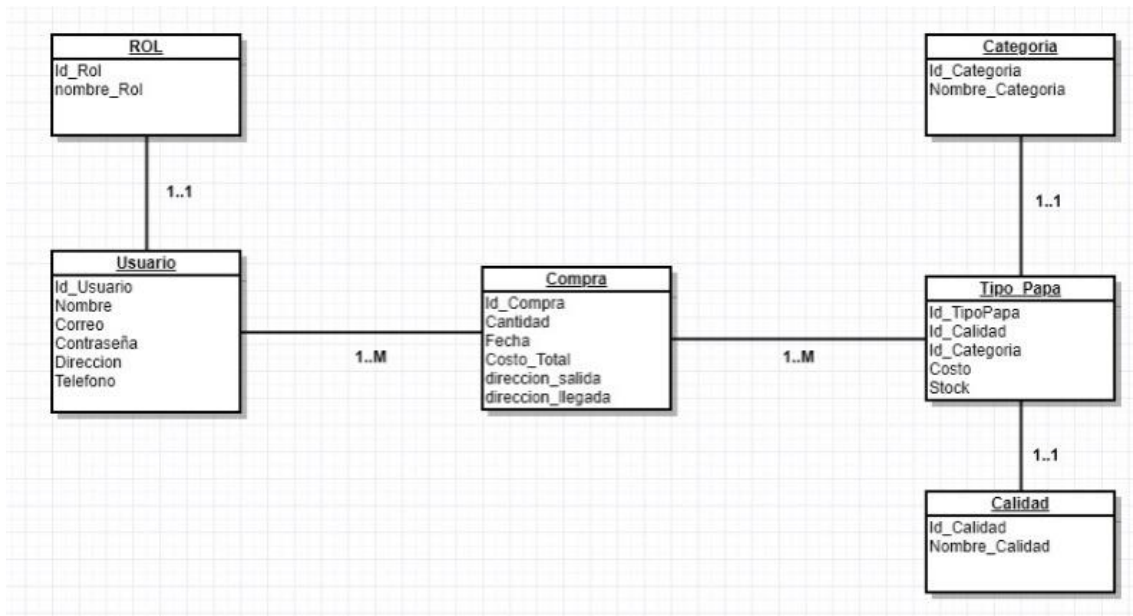 ROL
Id_Rol
nombre_Rol
Categoria
Id_Categoria
Nombre_Categoria
1..1
1..1
Usuario
Id_Usuario
Nombre
Correo
Contraseña
Direccion
Telefono
1..M
Compra
Id_Compra
Cantidad
Fecha
Costo_Total
direccion_salida
direccion_llegada
1..M
Tipo_Papa
Id_TipoPapa
Id_Calidad
Id_Categoria
Costo
Stock
1..1
Calidad
Id_Calidad
Nombre_Calidad